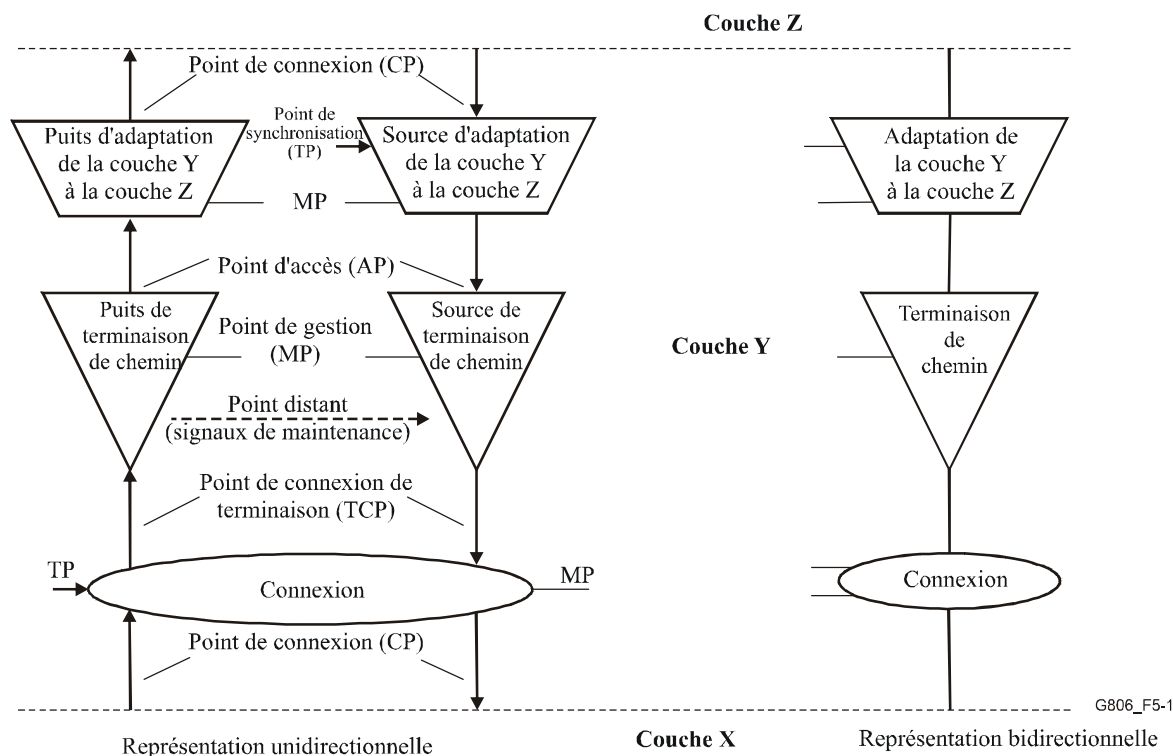 Couche Z
Point de connexion (CP)
Puits d'adaptation
de la couche Y
à la couche Z
Point de
synchronisation
(TP)
Source d'adaptation
de la couche Y
à la couche Z
Adaptation de
la couche Y
à la couche Z
MP
Point d'accès (AP)
Puits de
terminaison
de chemin
Point de gestion
(MP)
Source de
terminaison
de chemin
Couche Y
Terminaison
de
chemin
Point distant
(signaux de maintenance)
Point de connexion de
terminaison (TCP)
TP
Connexion
MP
Connexion
Point de connexion (CP)
G806_F5-1
Représentation unidirectionnelle
Couche X
Représentation bidirectionnelle